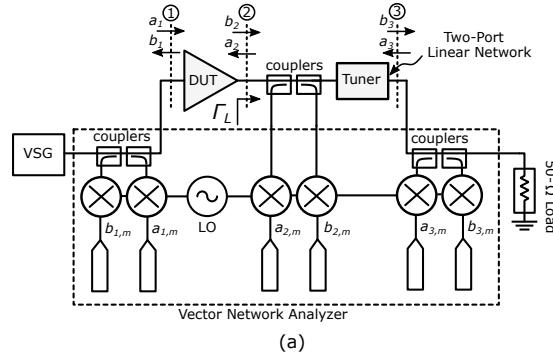 1
2
3
a1
b1
b2
a2
b3
a3
Two-Port
Linear Network
DUT
couplers
Tuner
ΓL
VSG
couplers
couplers
50-Ω Load
LO
b1,m
a1,m
a2,m
b2,m
a3,m
b3,m
Vector Network Analyzer
(a)